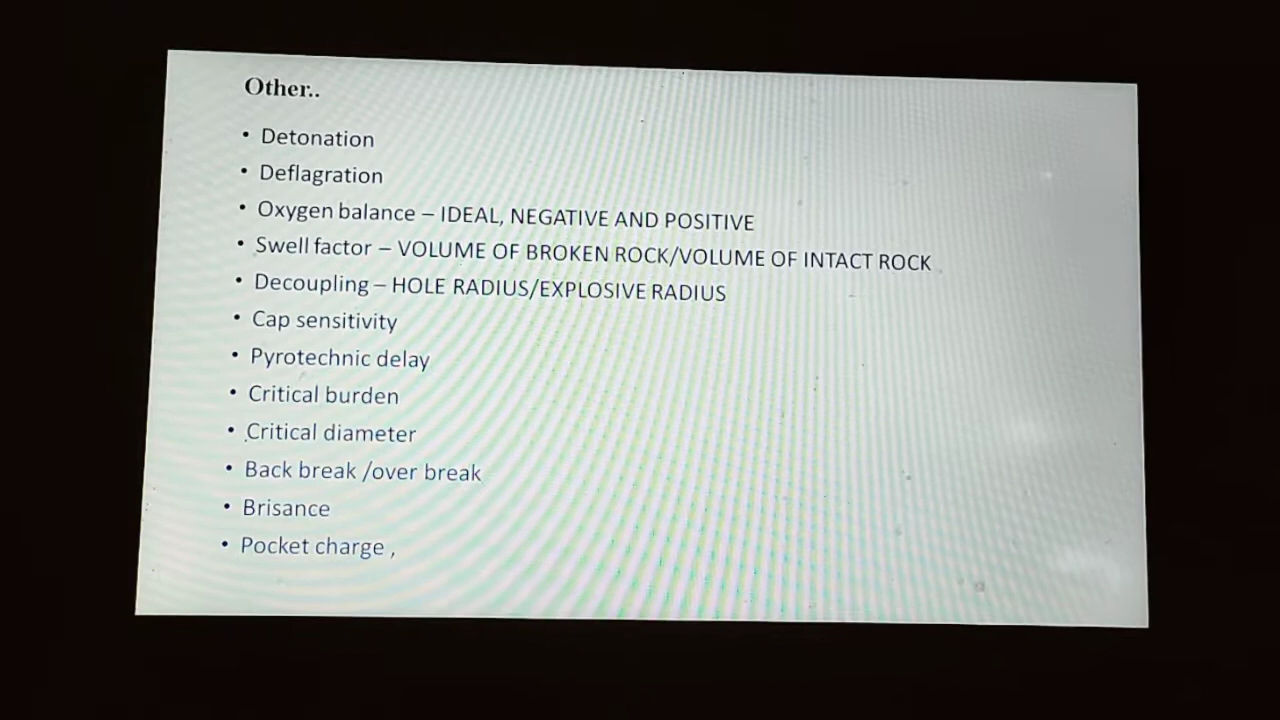 Other..
• Detonation
• Deflagration
• Oxygen balance – IDEAL, NEGATIVE AND POSITIVE
• Swell factor – VOLUME OF BROKEN ROCK/VOLUME OF INTACT ROCK
• Decoupling – HOLE RADIUS/EXPLOSIVE RADIUS
• Cap sensitivity
• Pyrotechnic delay
• Critical burden
• Critical diameter
• Back break /over break
• Brisance
• Pocket charge ,